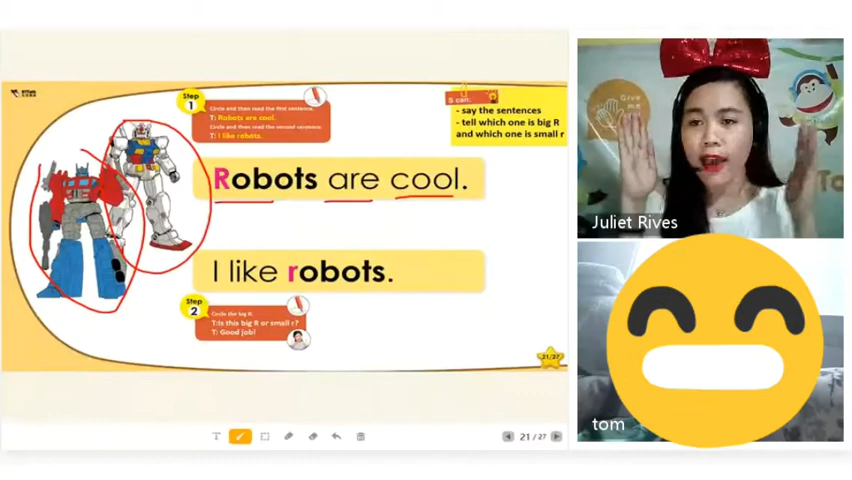 Step
1
Circle and then read the first sentence.
T: Robots are cool.
Circle and then read the second sentence.
T: I like robots.
S can:
- say the sentences
- tell which one is big R
and which one is small r
Robots are cool.
I like robots.
Step
2
Circle the big R.
T:Is this big R or small r?
T: Good job!
21/27
T
21 / 27
Give
me
Juliet Rives
tom